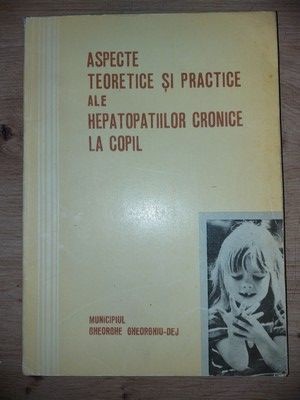 ASPECTE
TEORETICE ȘI PRACTICE
ALE
HEPATOPATIILOR CRONICE
LA COPIL
MUNICIPIUL
GHEORGHE GHEORGHIU-DEJ